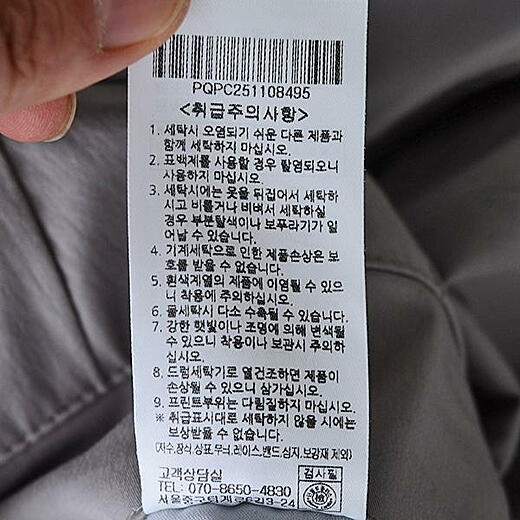 PQPC251108495
<취급주의사항>
1. 세탁시 오염되기 쉬운 다른 제품과
함께 세탁하지 마십시오.
2. 표백제를 사용할 경우 탈염되오니
사용하지 마십시오.
3. 세탁시에는 옷을 뒤집어서 세탁하
시고 비틀거나 비벼서 세탁하실
경우 부분탈색이나 보푸라기가 일
어날 수 있습니다.
4. 기계세탁으로 인한 제품손상은 보
호를 받을 수 없습니다.
5. 흰색계열의 제품에 이염될 수 있으
니 착용에 주의하십시오.
6. 물세탁시 다소 수축될 수 있습니다.
7. 강한 햇빛이나 조명에 의해 변색될
수 있으니 착용이나 보관시 주의하
십시오.
8. 드럼세탁기로 열건조하면 제품이
손상될 수 있으니 삼가십시오.
9. 프린트부위는 다림질하지 마십시오.
※ 취급표시대로 세탁하지 않을 시에는
보상받을 수 없습니다.
(자수,장식,상표,무늬,레이스,밴드,심지,보강재 제외)
고객상담실
검사필
TEL: 070-8650-4830
서울중구퇴계로6길3-24